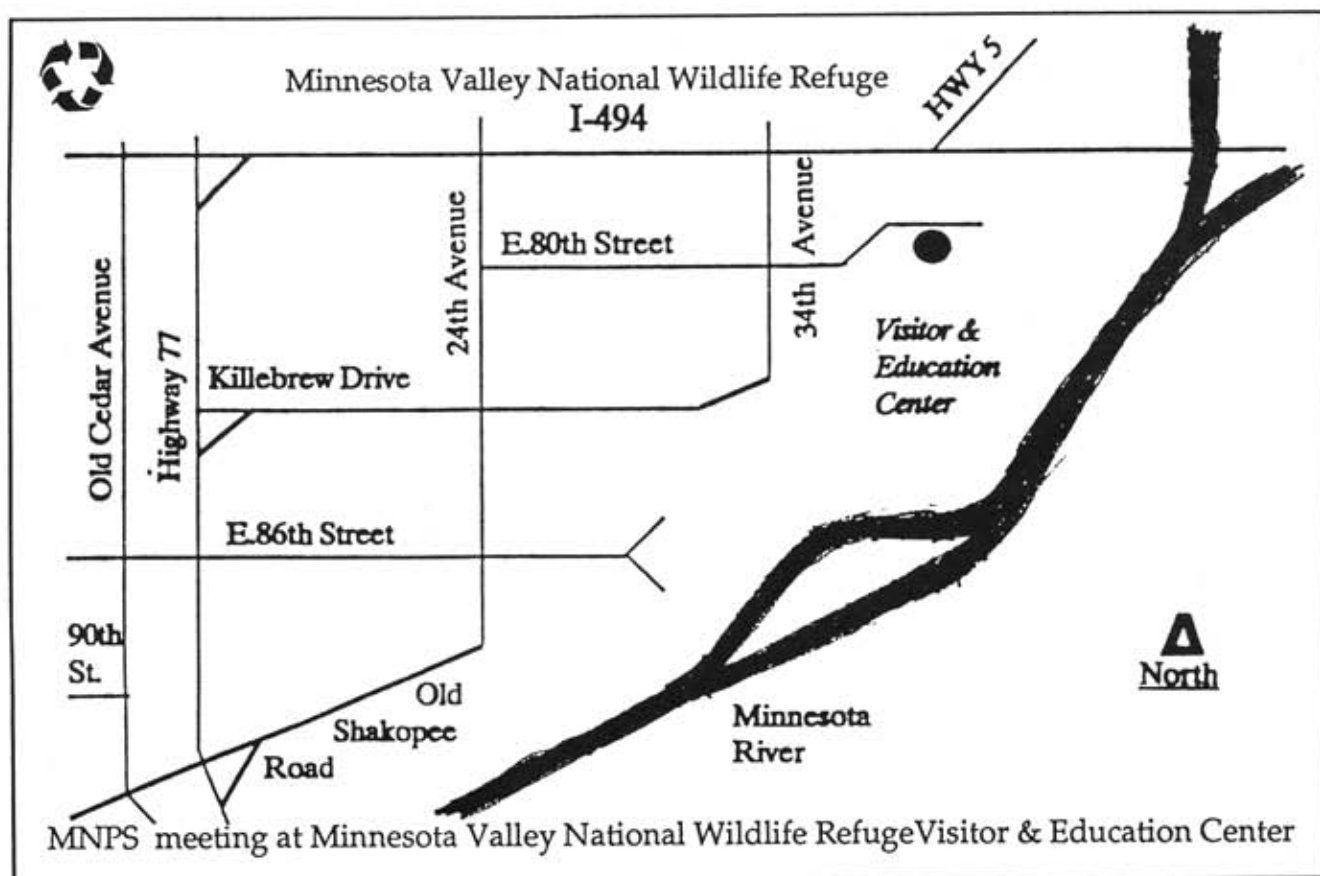 Minnesota Valley National Wildlife Refuge
I-494
HWY 5
Old Cedar Avenue
Highway 77
24th Avenue
34th Avenue
E.80th Street
Visitor &
Education
Center
Killebrew Drive
E.86th Street
90th
St.
Old
Shakopee
Road
Minnesota
River
North
MNPS meeting at Minnesota Valley National Wildlife RefugeVisitor & Education Center